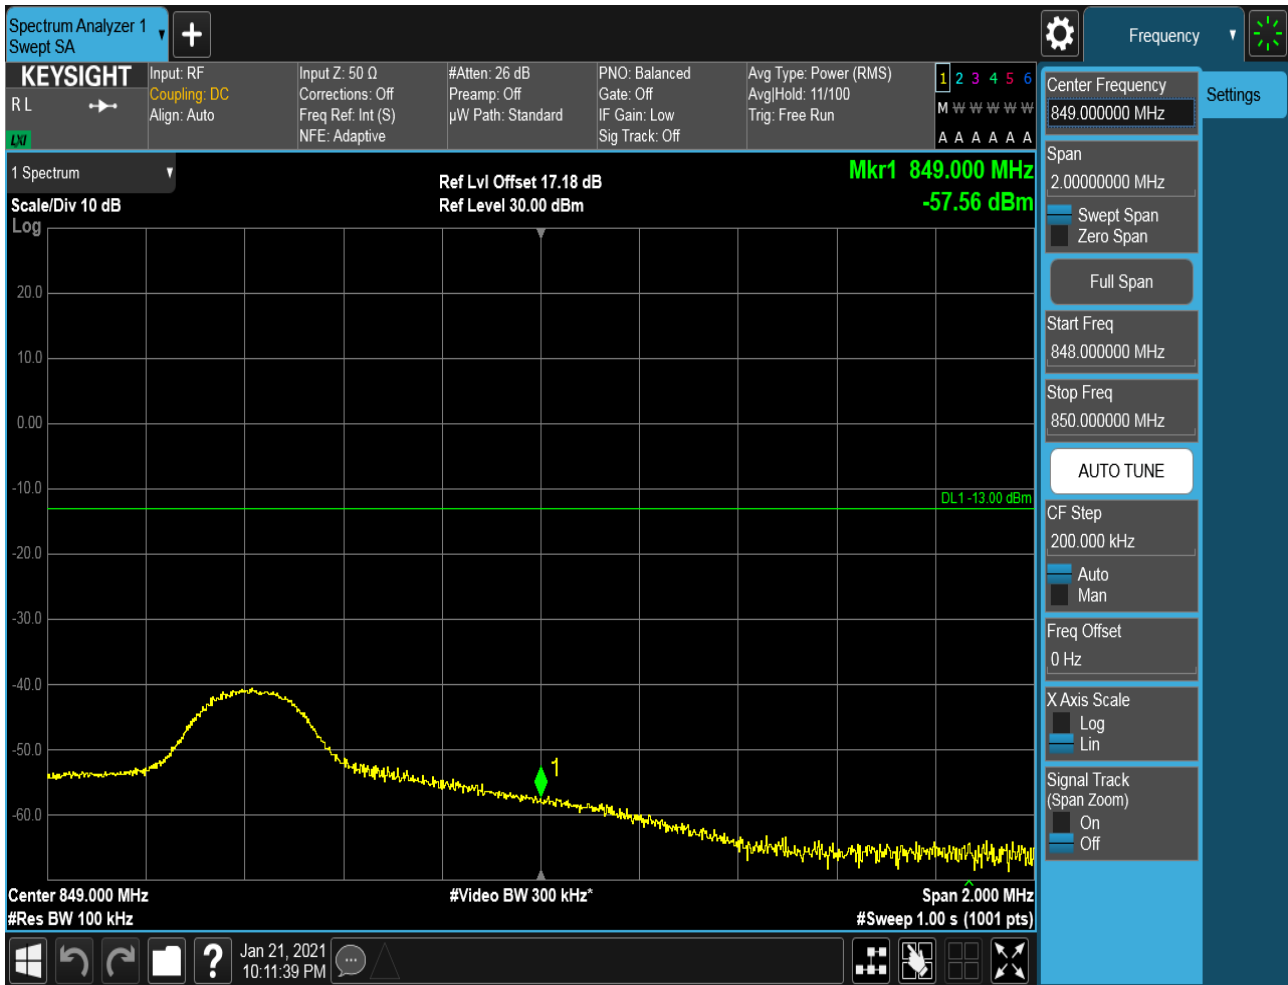 Spectrum Analyzer 1
Swept SA
+
Frequency
KEYSIGHT
R L
LXI
Input: RF
Coupling: DC
Align: Auto
Input Z: 50 Ω
Corrections: Off
Freq Ref: Int (S)
NFE: Adaptive
#Atten: 26 dB
Preamp: Off
µW Path: Standard
PNO: Balanced
Gate: Off
IF Gain: Low
Sig Track: Off
Avg Type: Power (RMS)
Avg|Hold: 11/100
Trig: Free Run
1 2 3 4 5 6
M W W W W W
A A A A A A
1 Spectrum
Scale/Div 10 dB
Log
Ref Lvl Offset 17.18 dB
Ref Level 30.00 dBm
Mkr1 849.000 MHz
-57.56 dBm
20.0
10.0
0.00
-10.0
DL1 -13.00 dBm
-20.0
-30.0
-40.0
-50.0
1
-60.0
Center 849.000 MHz
#Video BW 300 kHz*
Span 2.000 MHz
#Res BW 100 kHz
#Sweep 1.00 s (1001 pts)
Center Frequency
849.000000 MHz
Settings
Span
2.00000000 MHz
Swept Span
Zero Span
Full Span
Start Freq
848.000000 MHz
Stop Freq
850.000000 MHz
AUTO TUNE
CF Step
200.000 kHz
Auto
Man
Freq Offset
0 Hz
X Axis Scale
Log
Lin
Signal Track
(Span Zoom)
On
Off
?
Jan 21, 2021
10:11:39 PM